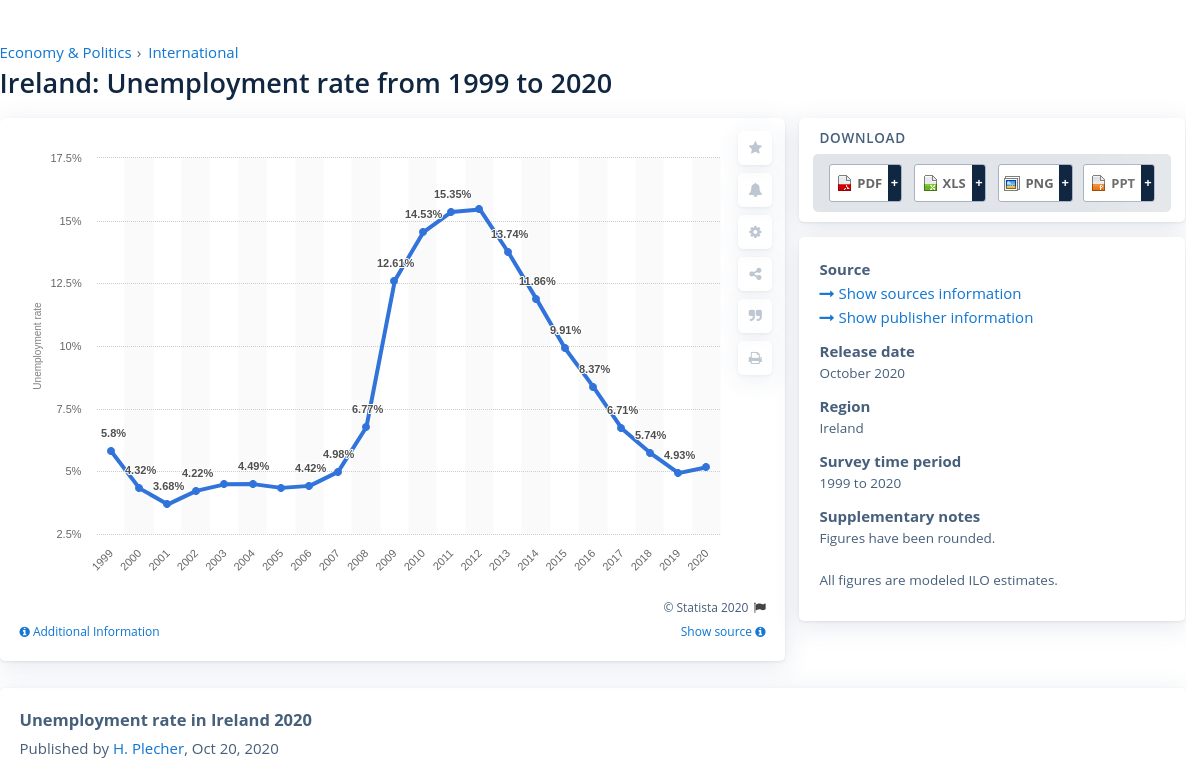 Economy & Politics › International
Ireland: Unemployment rate from 1999 to 2020
17.5%
15%
12.5%
10%
7.5%
5%
2.5%
Unemployment rate
5.8%
4.32%
3.68%
4.22%
4.49%
4.42%
4.98%
6.77%
12.61%
14.53%
15.35%
13.74%
11.86%
9.91%
8.37%
6.71%
5.74%
4.93%
1999 2000 2001 2002 2003 2004 2005 2006 2007 2008 2009 2010 2011 2012 2013 2014 2015 2016 2017 2018 2019 2020
© Statista 2020
Additional Information
Show source
DOWNLOAD
PDF + XLS + PNG + PPT +
Source
Show sources information
Show publisher information
Release date
October 2020
Region
Ireland
Survey time period
1999 to 2020
Supplementary notes
Figures have been rounded.
All figures are modeled ILO estimates.
Unemployment rate in Ireland 2020
Published by H. Plecher, Oct 20, 2020